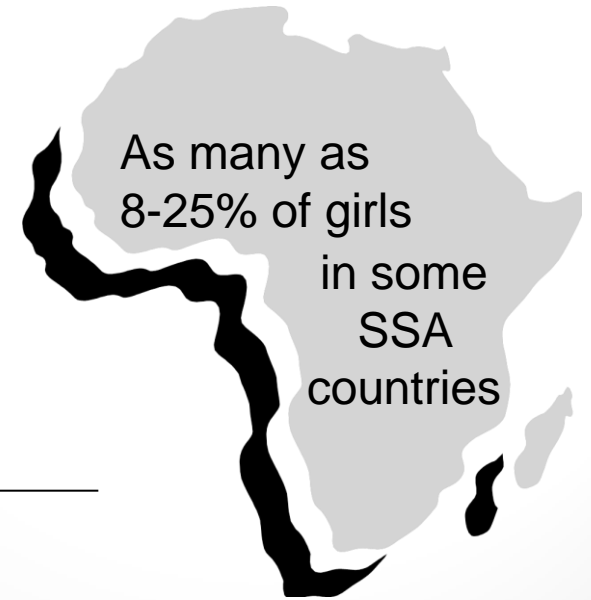 As many as
8-25% of girls
in some
SSA
countries